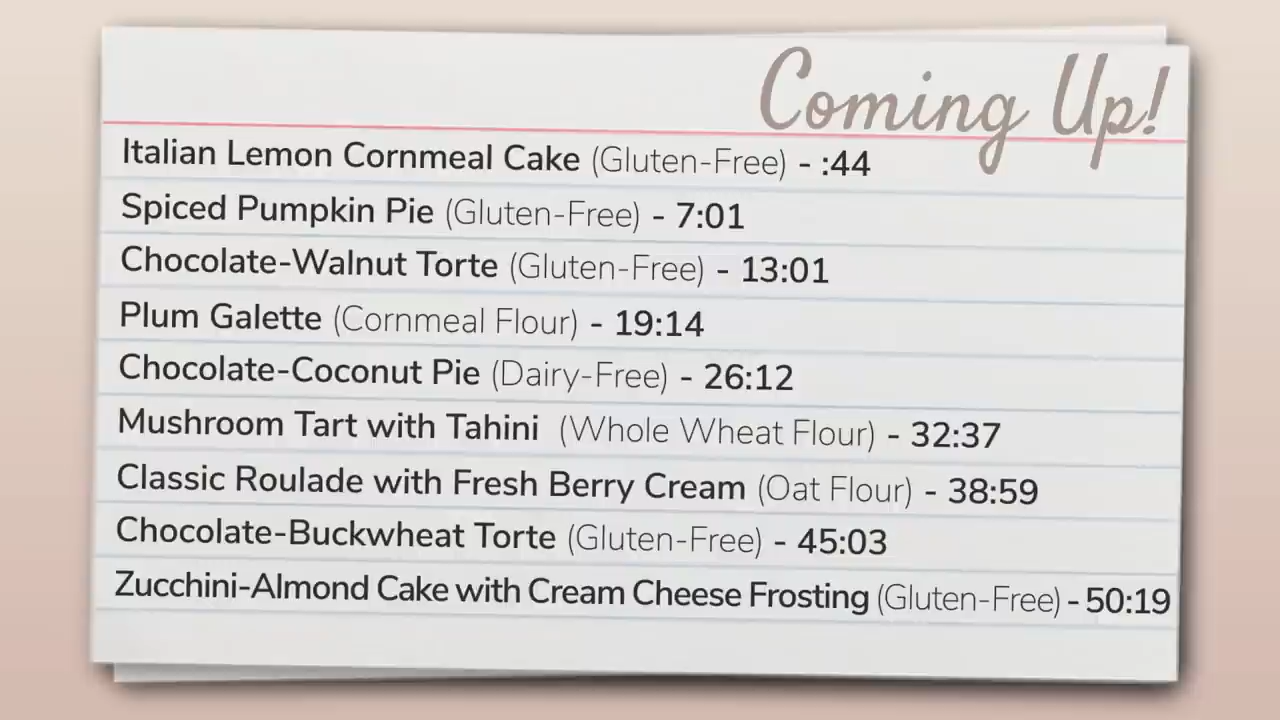 Coming Up!
Italian Lemon Cornmeal Cake (Gluten-Free) - :44
Spiced Pumpkin Pie (Gluten-Free) - 7:01
Chocolate-Walnut Torte (Gluten-Free) - 13:01
Plum Galette (Cornmeal Flour) - 19:14
Chocolate-Coconut Pie (Dairy-Free) - 26:12
Mushroom Tart with Tahini (Whole Wheat Flour) - 32:37
Classic Roulade with Fresh Berry Cream (Oat Flour) - 38:59
Chocolate-Buckwheat Torte (Gluten-Free) - 45:03
Zucchini-Almond Cake with Cream Cheese Frosting (Gluten-Free) - 50:19